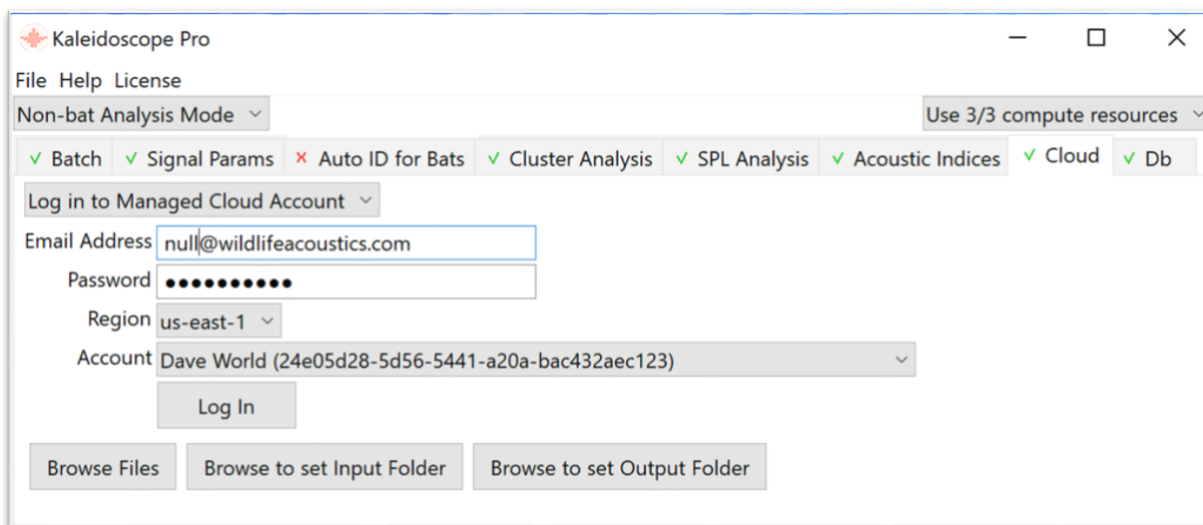 Kaleidoscope Pro
File Help License
Non-bat Analysis Mode Use 3/3 compute resources
Batch Signal Params Auto ID for Bats Cluster Analysis SPL Analysis Acoustic Indices Cloud Db
Log in to Managed Cloud Account
Email Address null@wildlifeacoustics.com
Password ●●●●●●●●●●
Region us-east-1
Account Dave World (24e05d28-5d56-5441-a20a-bac432aec123)
Log In
Browse Files Browse to set Input Folder Browse to set Output Folder